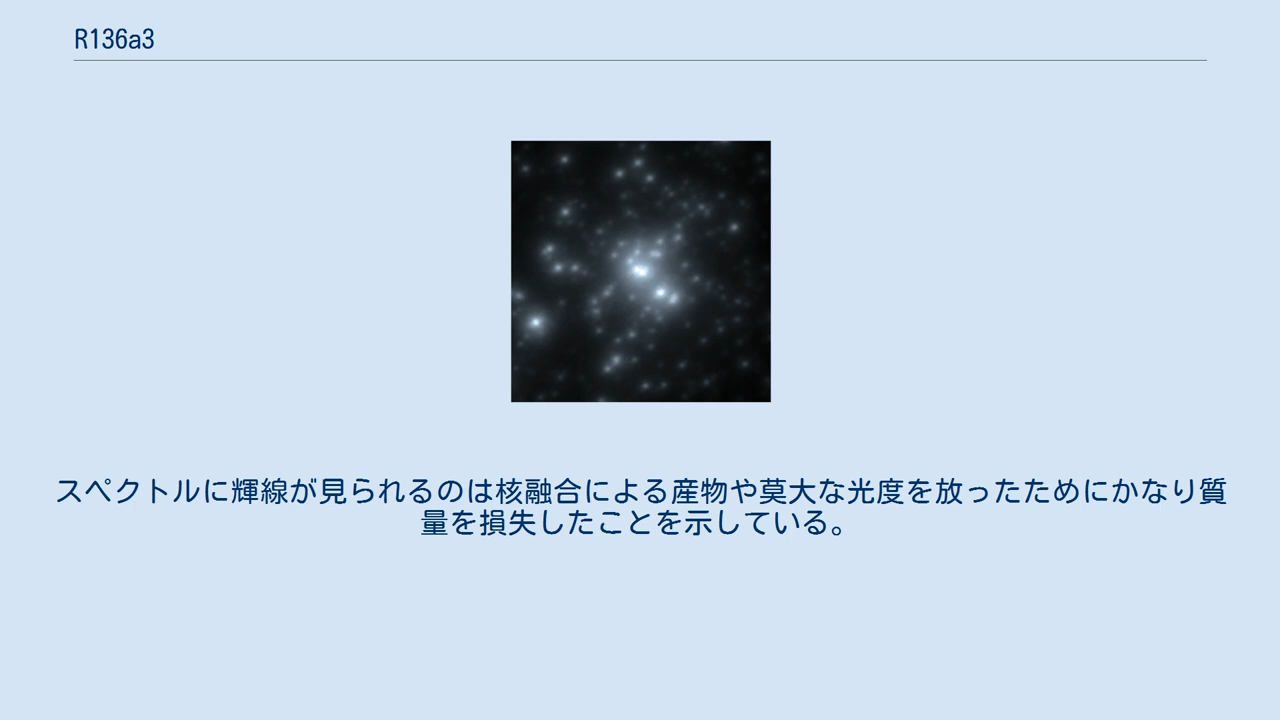 R136a3
スペクトルに輝線が見られるのは核融合による産物や莫大な光度を放ったためにかなり質
量を損失したことを示している。